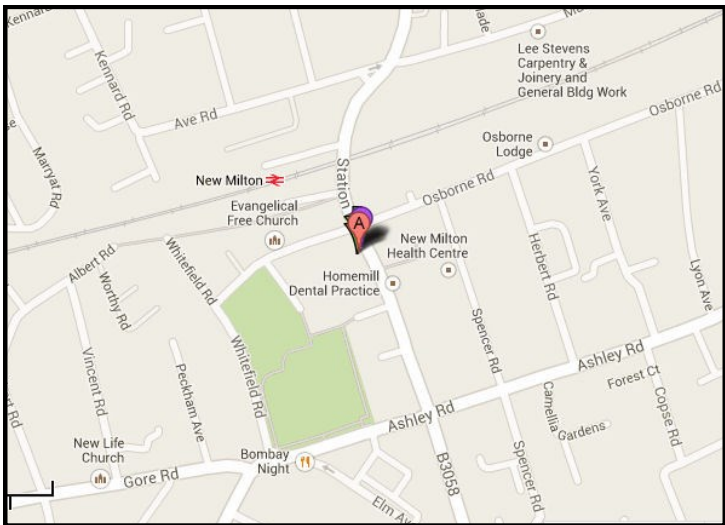 Kennard
Kennard Rd
Ave Rd
Marryat Rd
Lee Stevens
Carpentry &
Joinery and
General Bldg Work
Osborne Rd
Osborne
Lodge
New Milton
Station
Osborne Rd
York Ave
Evangelical
Free Church
A
New Milton
Health Centre
Homemill
Dental Practice
Albert Rd
Whitefield Rd
Worthy Rd
Herbert Rd
Lyon Ave
Vincent Rd
Peckham Ave
Whitefield Rd
Spencer Rd
Ashley Rd
Forest Ct
Camellia
Gardens
Copse Rd
Ashley Rd
New Life
Church
Gore Rd
Bombay
Night
B3058
Spencer Rd
Elm Av